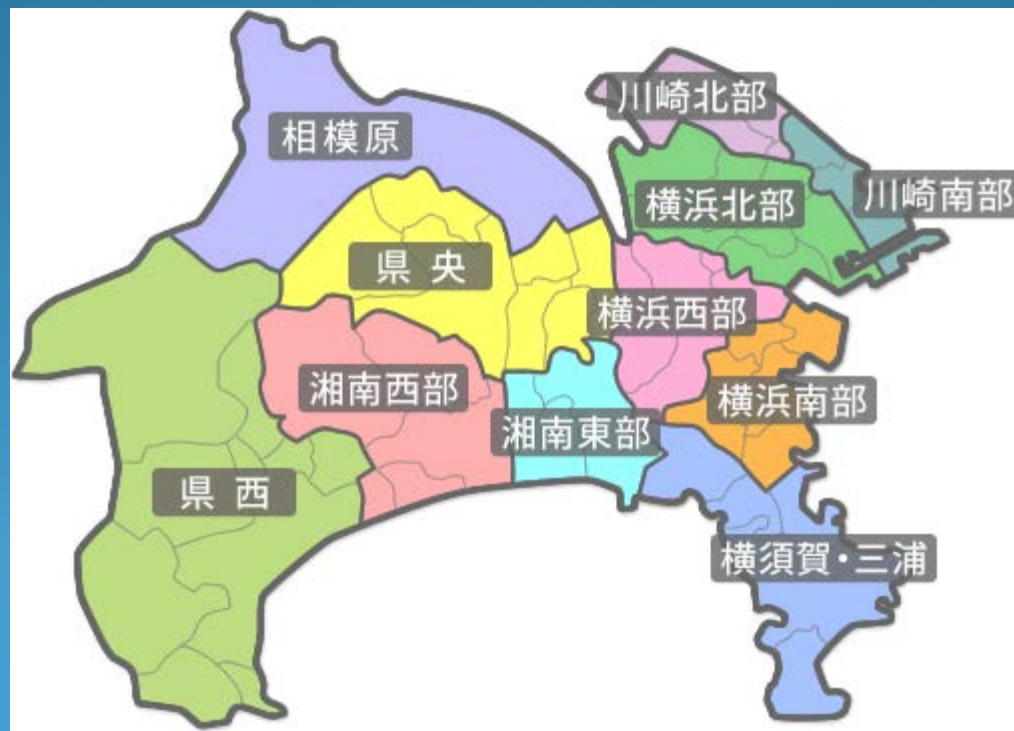 川崎北部
相模原
川崎南部
横浜北部
県央
横浜西部
湘南西部
横浜南部
湘南東部
県西
横須賀・三浦